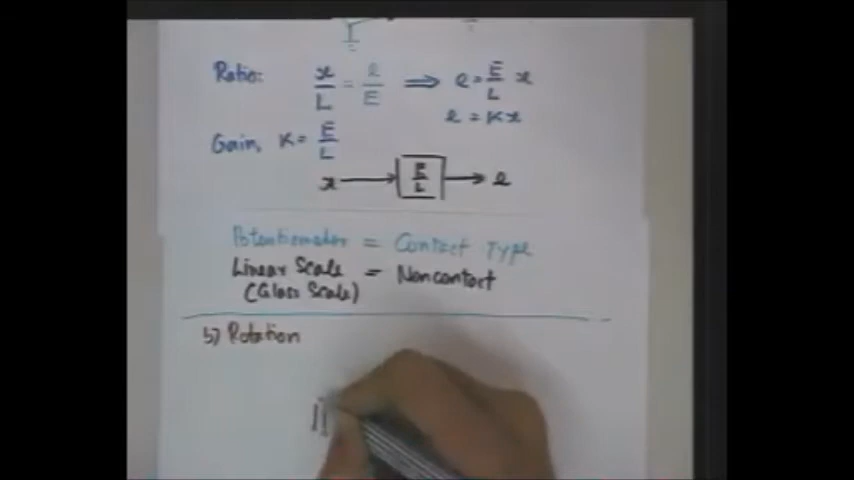 Ratio: x/L = e/E ⟹ e = E/L x
e = Kx
Gain, K = E/L
x → E/L → e
Potentiometer = Contact Type
Linear Scale = Noncontact
(Glass Scale)
b) Rotation